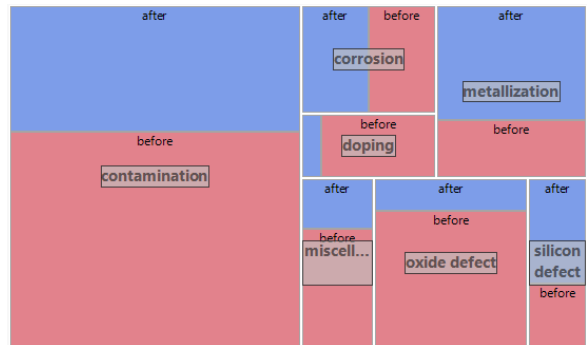 after
before
contamination
after
before
corrosion
before
doping
after
metallization
before
after
before
miscell...
after
before
oxide defect
after
silicon
defect
before